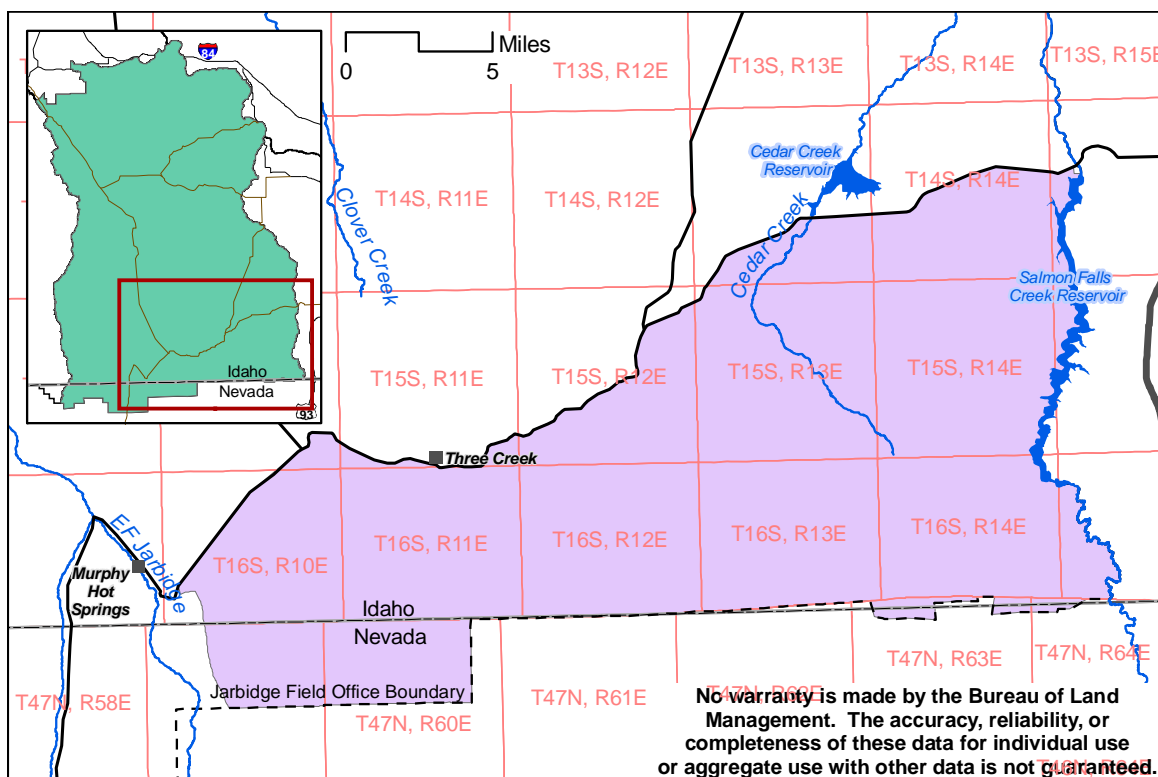 84
Idaho
Nevada
93
Miles
0 5
T13S, R12E
T13S, R13E
T13S, R14E
T13S, R15E
Cedar Creek
Reservoir
T14S, R11E
T14S, R12E
T14S, R14E
Clover Creek
Cedar Creek
Salmon Falls
Creek Reservoir
T15S, R11E
T15S, R12E
T15S, R13E
T15S, R14E
Three Creek
EF Jarbidge
Murphy
Hot
Springs
T16S, R10E
T16S, R11E
T16S, R12E
T16S, R13E
T16S, R14E
Idaho
Nevada
Jarbidge Field Office Boundary
T47N, R58E
T47N, R60E
T47N, R61E
T47N, R62E
T47N, R63E
T47N, R64E
No warranty is made by the Bureau of Land
Management. The accuracy, reliability, or
completeness of these data for individual use
or aggregate use with other data is not guaranteed.